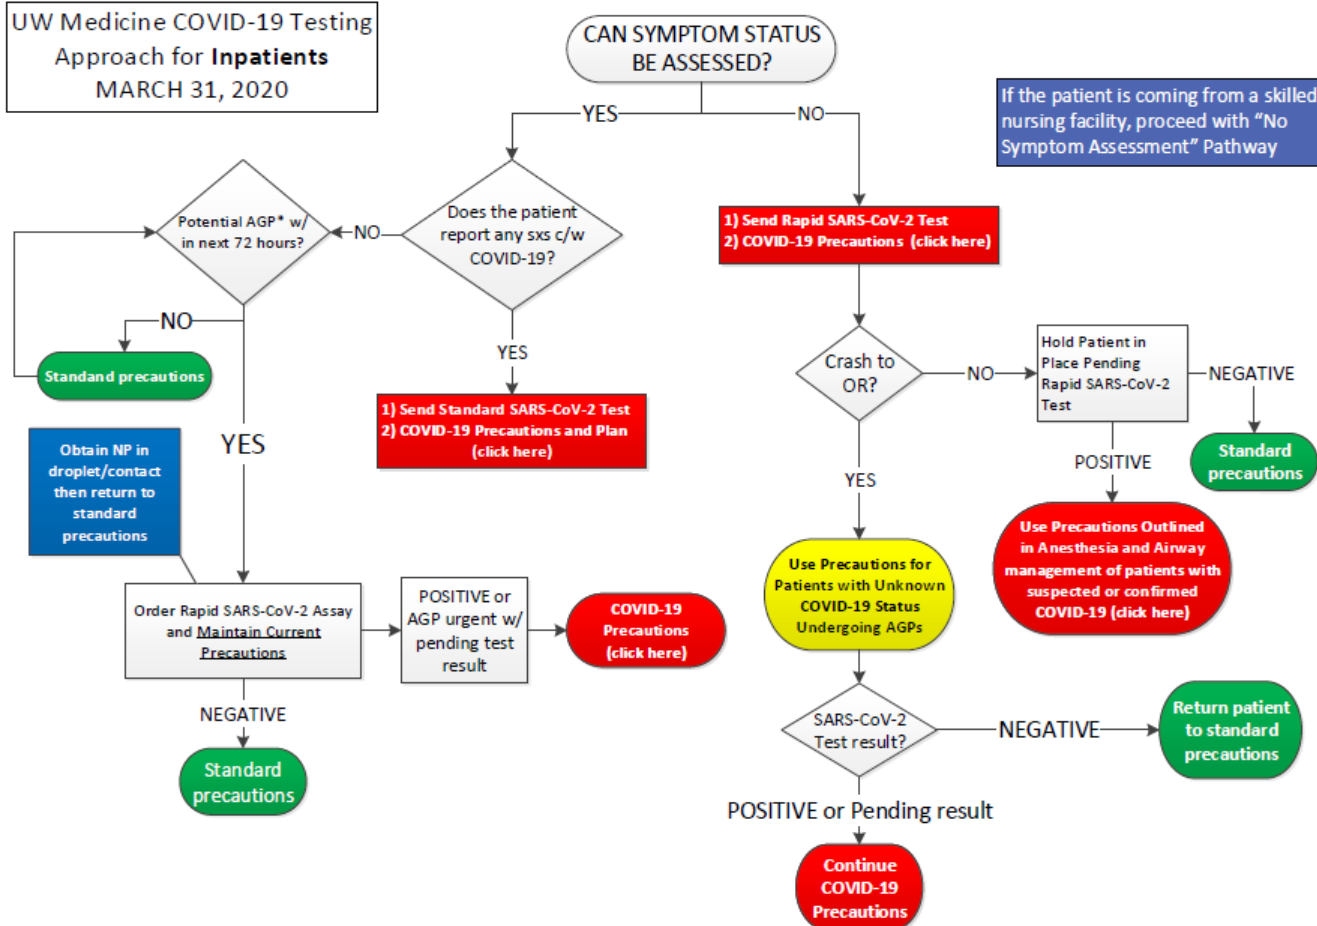 UW Medicine COVID-19 Testing
Approach for Inpatients
MARCH 31, 2020
CAN SYMPTOM STATUS
BE ASSESSED?
If the patient is coming from a skilled
nursing facility, proceed with “No
Symptom Assessment” Pathway
YES
NO
Potential AGP* w/
in next 72 hours?
NO
Does the patient
report any sxs c/w
COVID-19?
1) Send Rapid SARS-CoV-2 Test
2) COVID-19 Precautions (click here)
NO
Standard precautions
YES
YES
1) Send Standard SARS-CoV-2 Test
2) COVID-19 Precautions and Plan
(click here)
Crash to
OR?
NO
Hold Patient in
Place Pending
Rapid SARS-CoV-2
Test
NEGATIVE
Standard
precautions
POSITIVE
Use Precautions Outlined
in Anesthesia and Airway
management of patients with
suspected or confirmed
COVID-19 (click here)
YES
Obtain NP in
droplet/contact
then return to
standard
precautions
Order Rapid SARS-CoV-2 Assay
and Maintain Current
Precautions
POSITIVE or
AGP urgent w/
pending test
result
COVID-19
Precautions
(click here)
Use Precautions for
Patients with Unknown
COVID-19 Status
Undergoing AGPs
NEGATIVE
Standard
precautions
SARS-CoV-2
Test result?
NEGATIVE
Return patient
to standard
precautions
POSITIVE or Pending result
Continue
COVID-19
Precautions